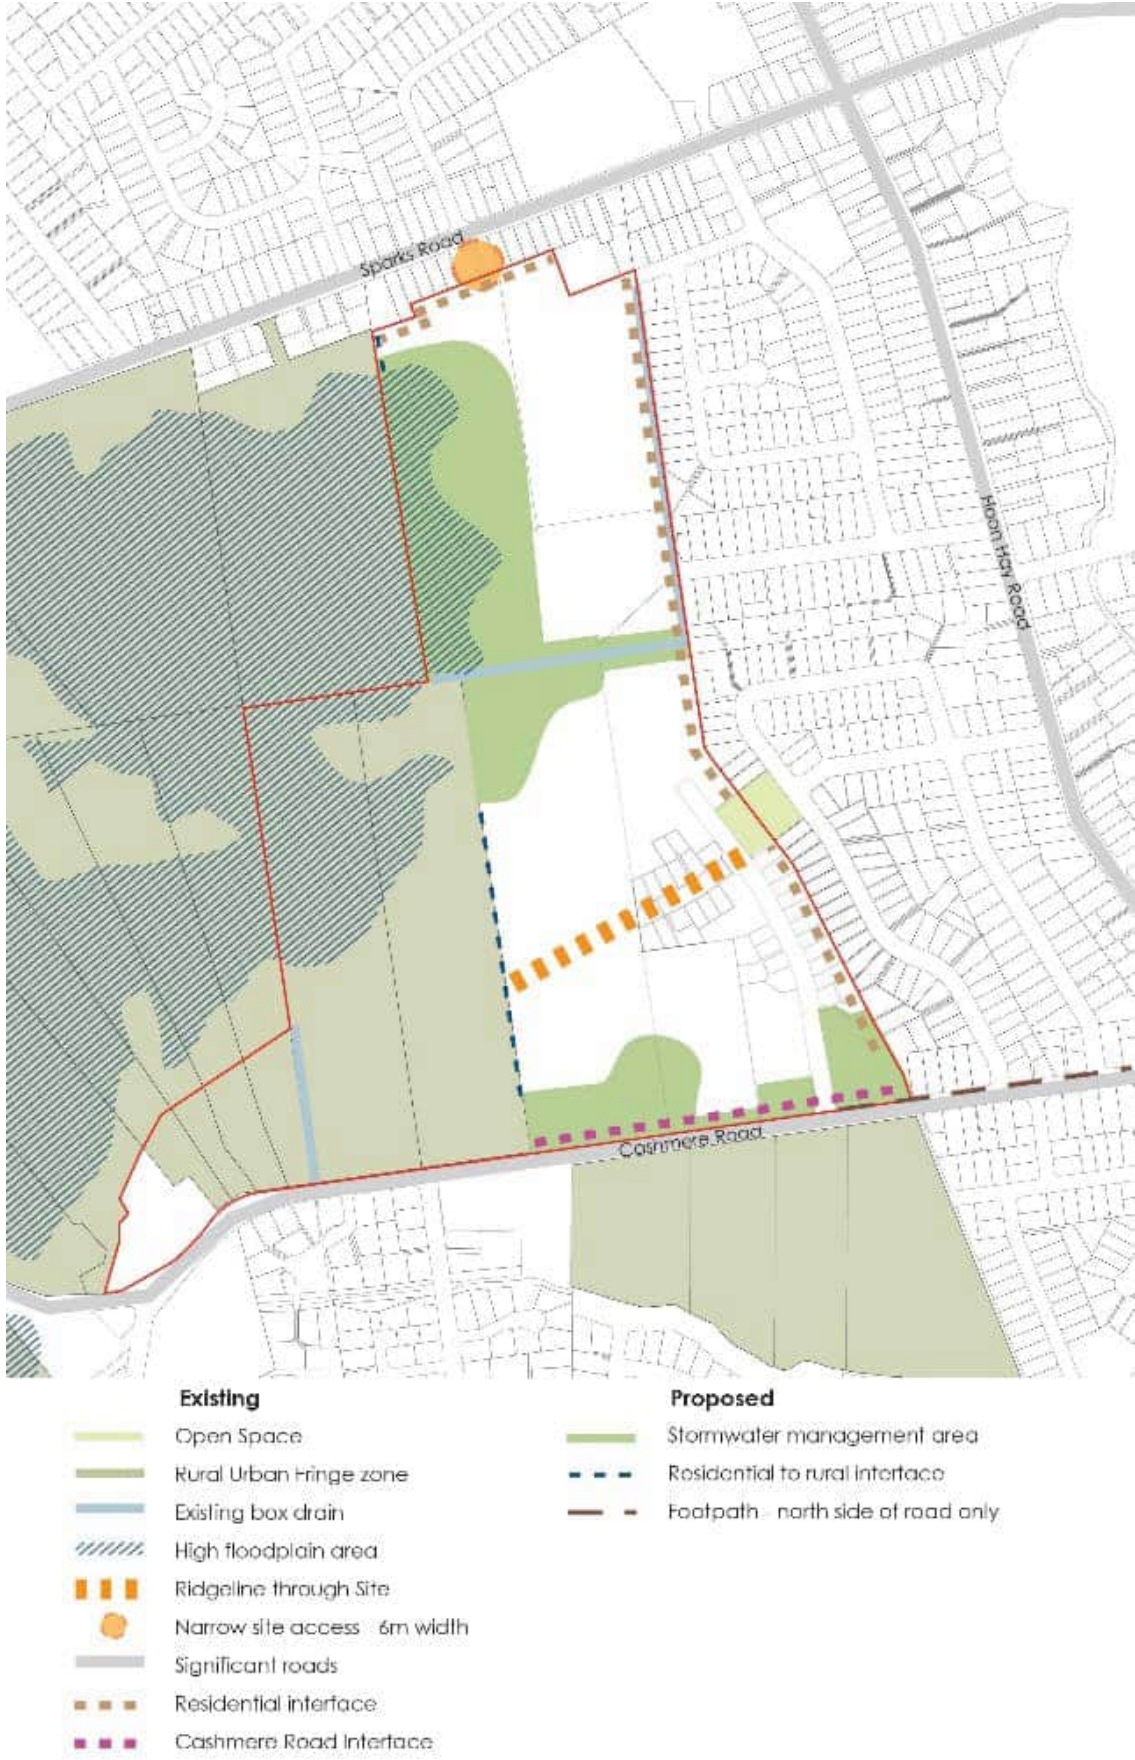 Sparks Road
Hoon Hay Road
Cashmere Road
Existing
Open Space
Rural Urban Fringe zone
Existing box drain
High floodplain area
Ridgeline through Site
Narrow site access - 6m width
Significant roads
Residential interface
Cashmere Road Interface
Proposed
Stormwater management area
Residential to rural interface
Footpath - north side of road only